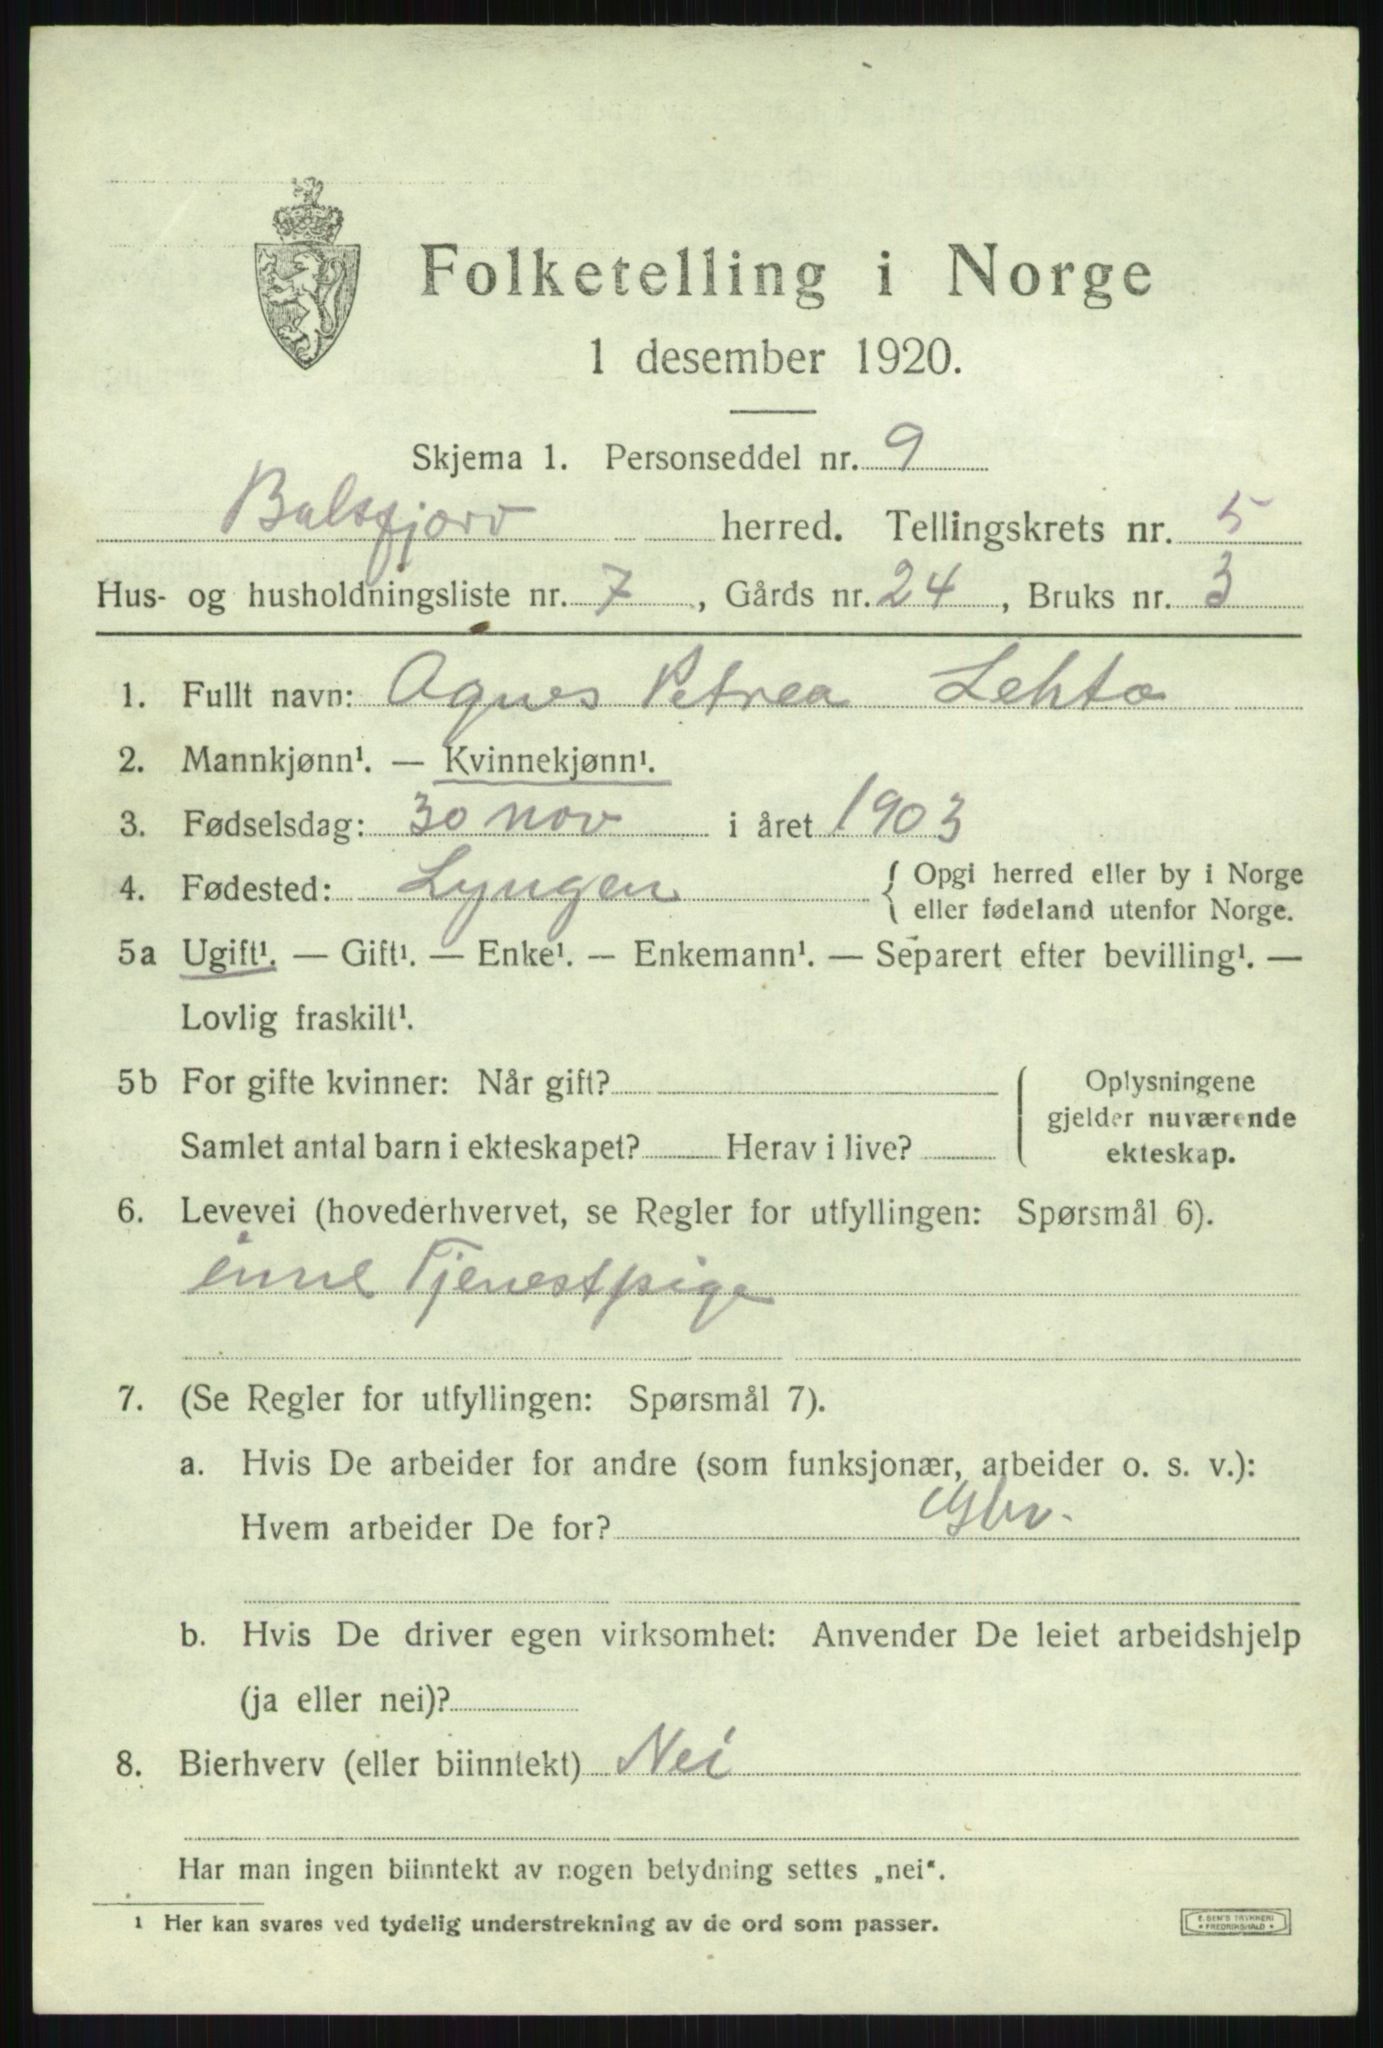 Folketelling i Norge
1 desember 1920.
Skjema 1. Personseddel nr. 9
Balsfjord herred. Tellingskrets nr. 5
Hus- og husholdningsliste nr. 7, Gårds nr. 24, Bruks nr. 3
1. Fullt navn: Agnes Petrea Lehto
2. Mannkjønn¹. — Kvinnekjønn¹.
3. Fødselsdag: 30 nov i året 1903
4. Fødested: Lyngen { Opgi herred eller by i Norge
eller fødeland utenfor Norge.
5a Ugift¹. — Gift¹. — Enke¹. — Enkemann¹. — Separert efter bevilling¹. —
Lovlig fraskilt¹.
5b For gifte kvinner: Når gift?
Samlet antal barn i ekteskapet? Herav i live?
Oplysningene
gjelder nuværende
ekteskap.
6. Levevei (hovederhvervet, se Regler for utfyllingen: Spørsmål 6).
inne Tjenestpige
7. (Se Regler for utfyllingen: Spørsmål 7).
a. Hvis De arbeider for andre (som funksjonær, arbeider o. s. v.):
Hvem arbeider De for? Gbr.
b. Hvis De driver egen virksomhet: Anvender De leiet arbeidshjelp
(ja eller nei)?
8. Bierhverv (eller biinntekt) Nei
Har man ingen biinntekt av nogen betydning settes „nei“.
¹ Her kan svares ved tydelig understrekning av de ord som passer.
E. SEM'S TRYKKERI
FREDRIKSHALD